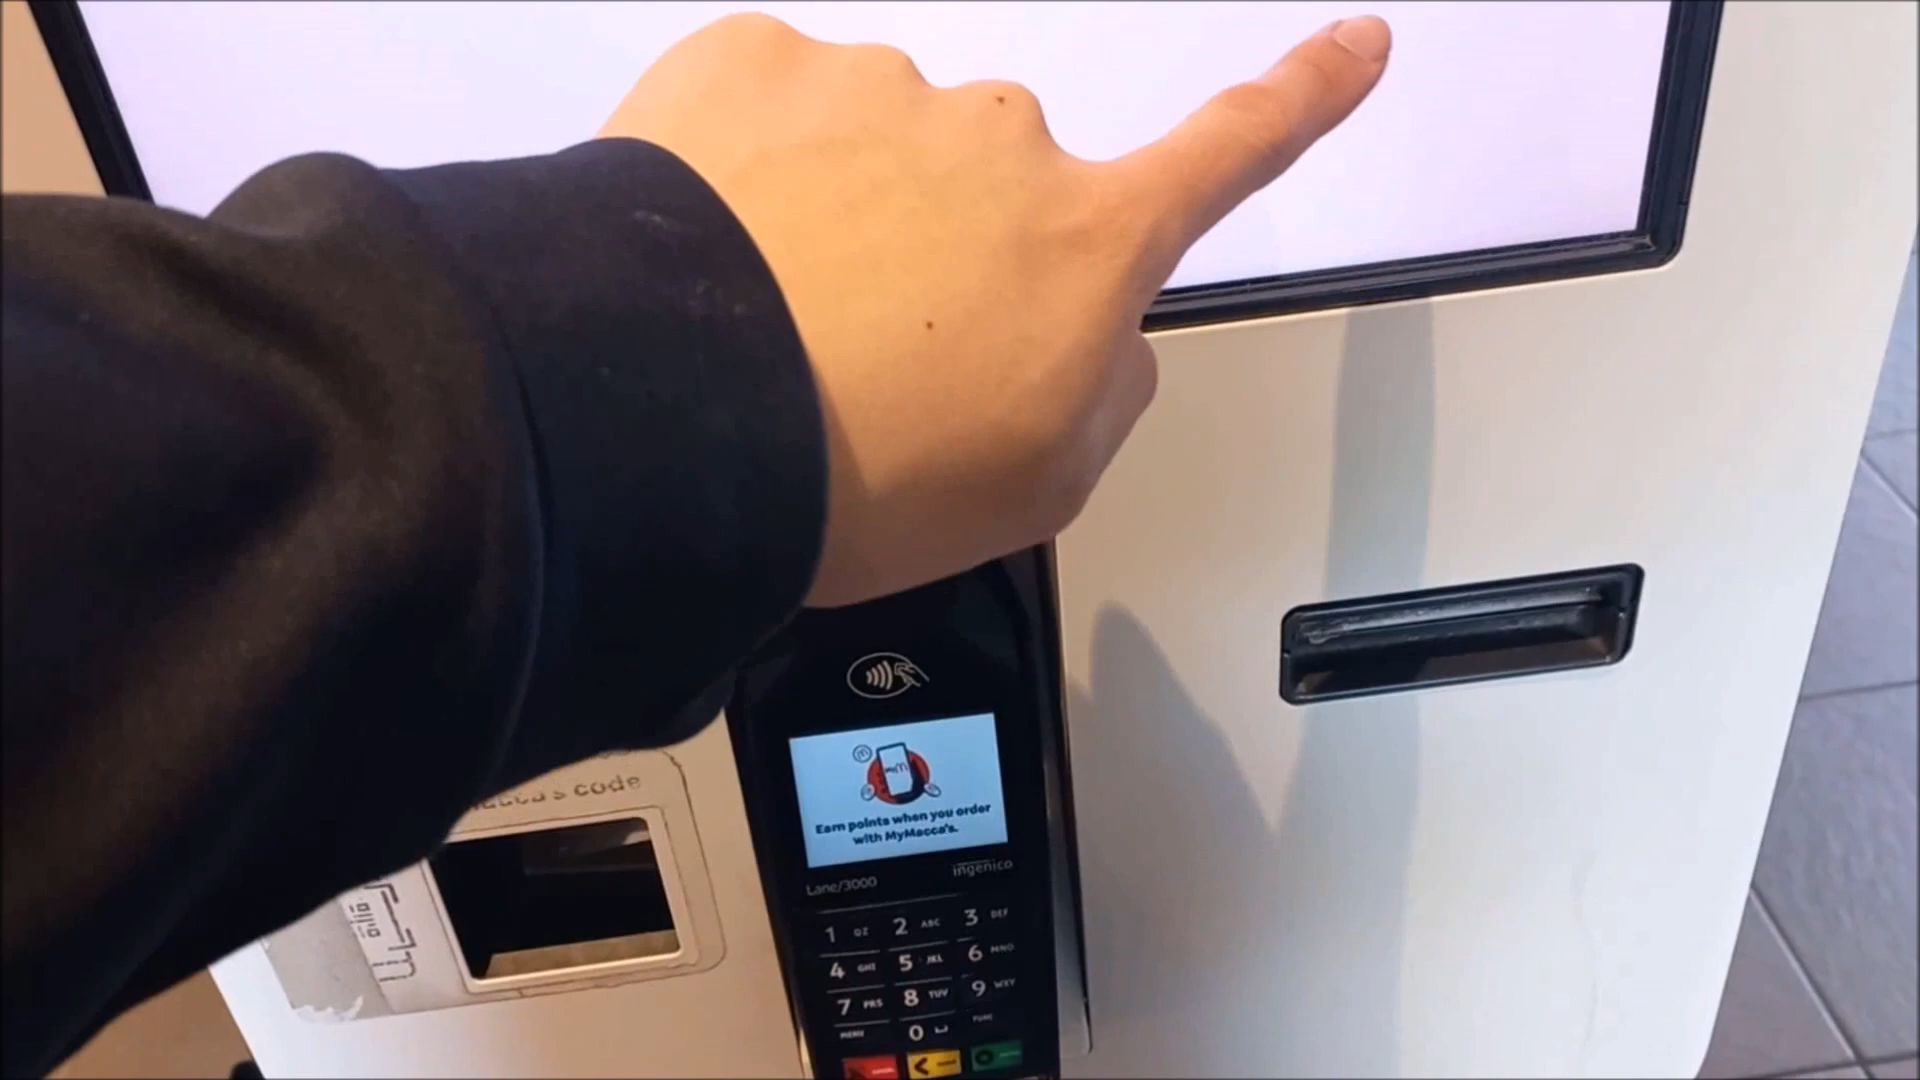 Earn points when you order
with MyMacca's.
Lane/3000
ingenico
1 QZ 2 ABC 3 DEF
4 GHI 5 JKL 6 MNO
7 PRS 8 TUV 9 WXY
MENU 0 FUNC
code